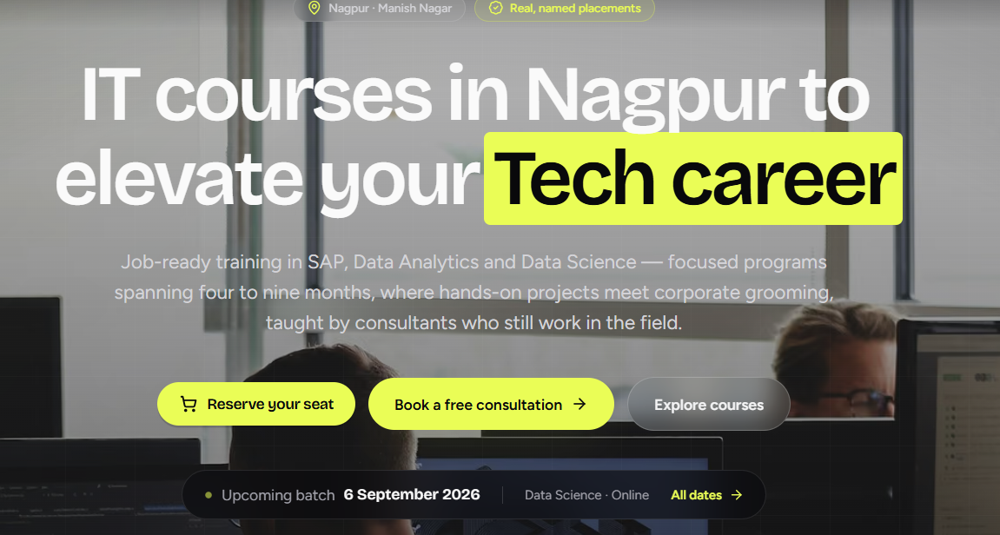 Nagpur · Manish Nagar
Real, named placements
IT courses in Nagpur to
elevate your Tech career
Job-ready training in SAP, Data Analytics and Data Science — focused programs
spanning four to nine months, where hands-on projects meet corporate grooming,
taught by consultants who still work in the field.
Reserve your seat
Book a free consultation →
Explore courses
Upcoming batch 6 September 2026
Data Science · Online
All dates →